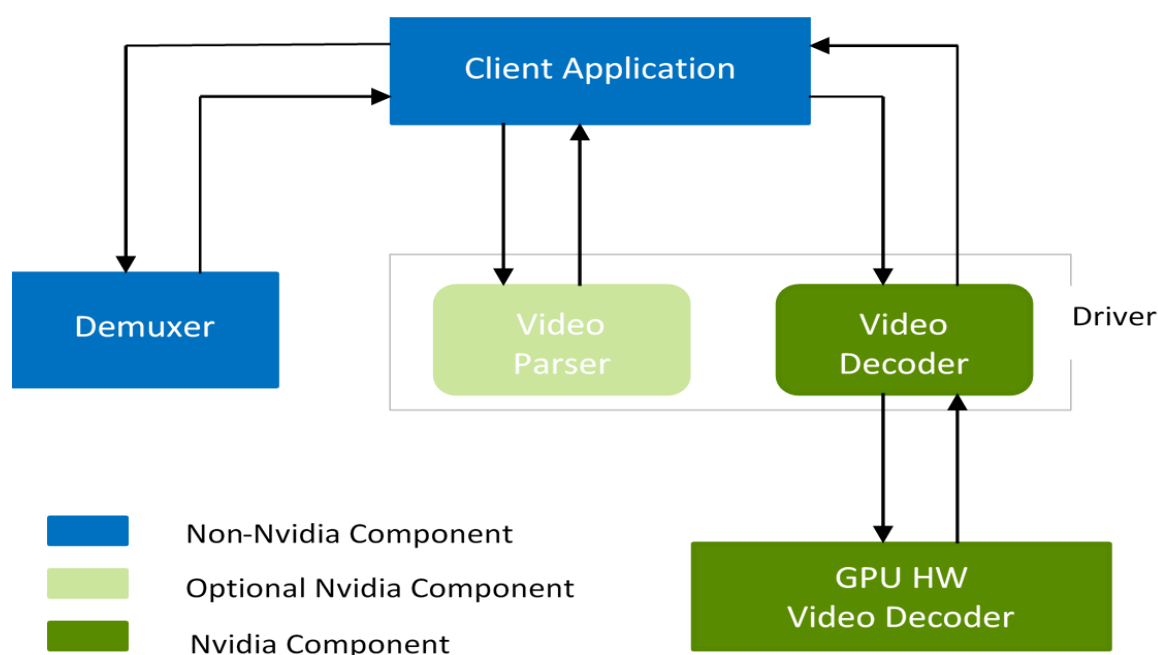 Client Application
Demuxer
Video
Parser
Video
Decoder
Driver
Non-Nvidia Component
Optional Nvidia Component
Nvidia Component
GPU HW
Video Decoder